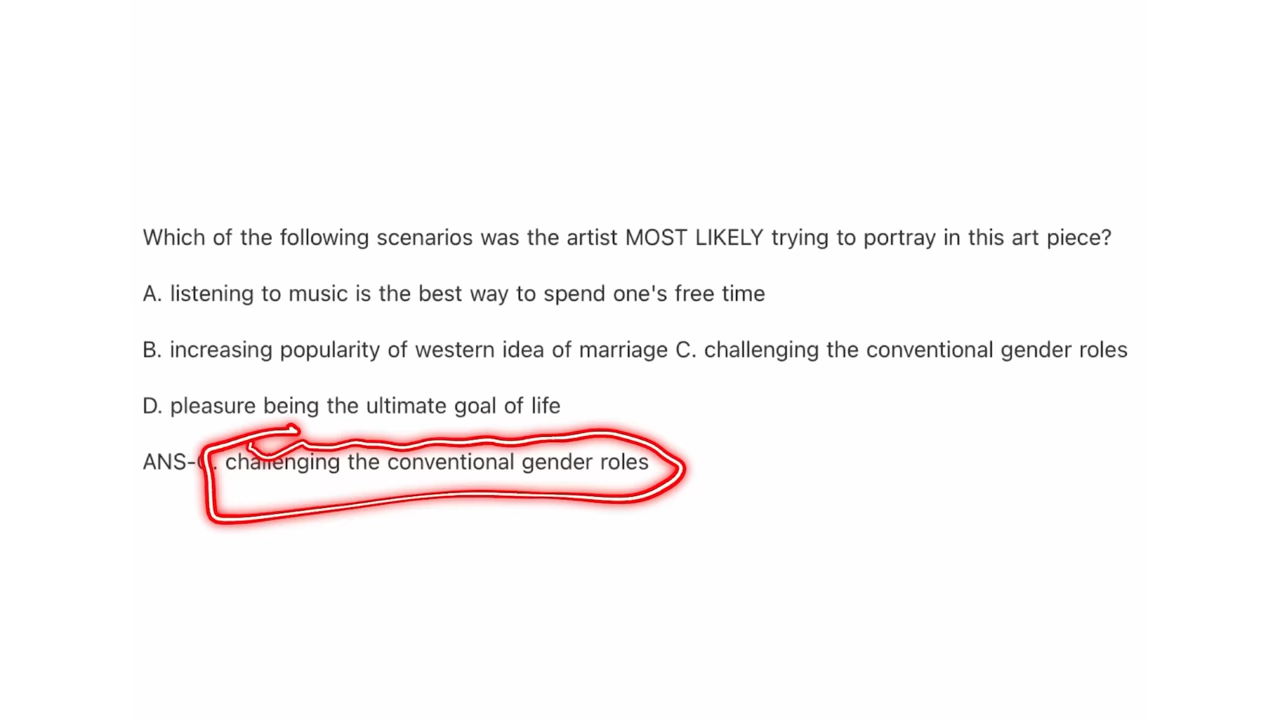 Which of the following scenarios was the artist MOST LIKELY trying to portray in this art piece?
A. listening to music is the best way to spend one's free time
B. increasing popularity of western idea of marriage C. challenging the conventional gender roles
D. pleasure being the ultimate goal of life
ANS-C. challenging the conventional gender roles